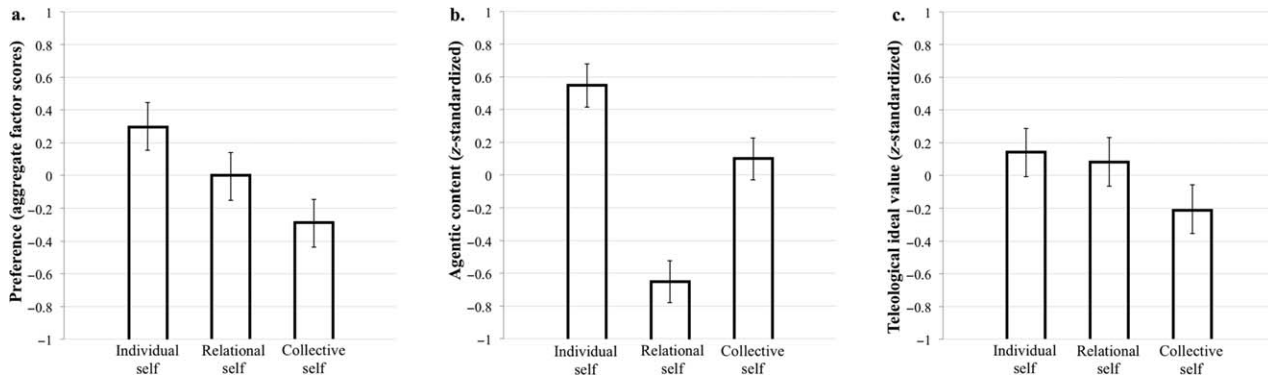 a.
Preference (aggregate factor scores)
1
0.8
0.6
0.4
0.2
0
−0.2
−0.4
−0.6
−0.8
−1
Individual
self
Relational
self
Collective
self
b.
Agentic content (z-standardized)
1
0.8
0.6
0.4
0.2
0
−0.2
−0.4
−0.6
−0.8
−1
Individual
self
Relational
self
Collective
self
c.
Teleological ideal value (z-standardized)
1
0.8
0.6
0.4
0.2
0
−0.2
−0.4
−0.6
−0.8
−1
Individual
self
Relational
self
Collective
self